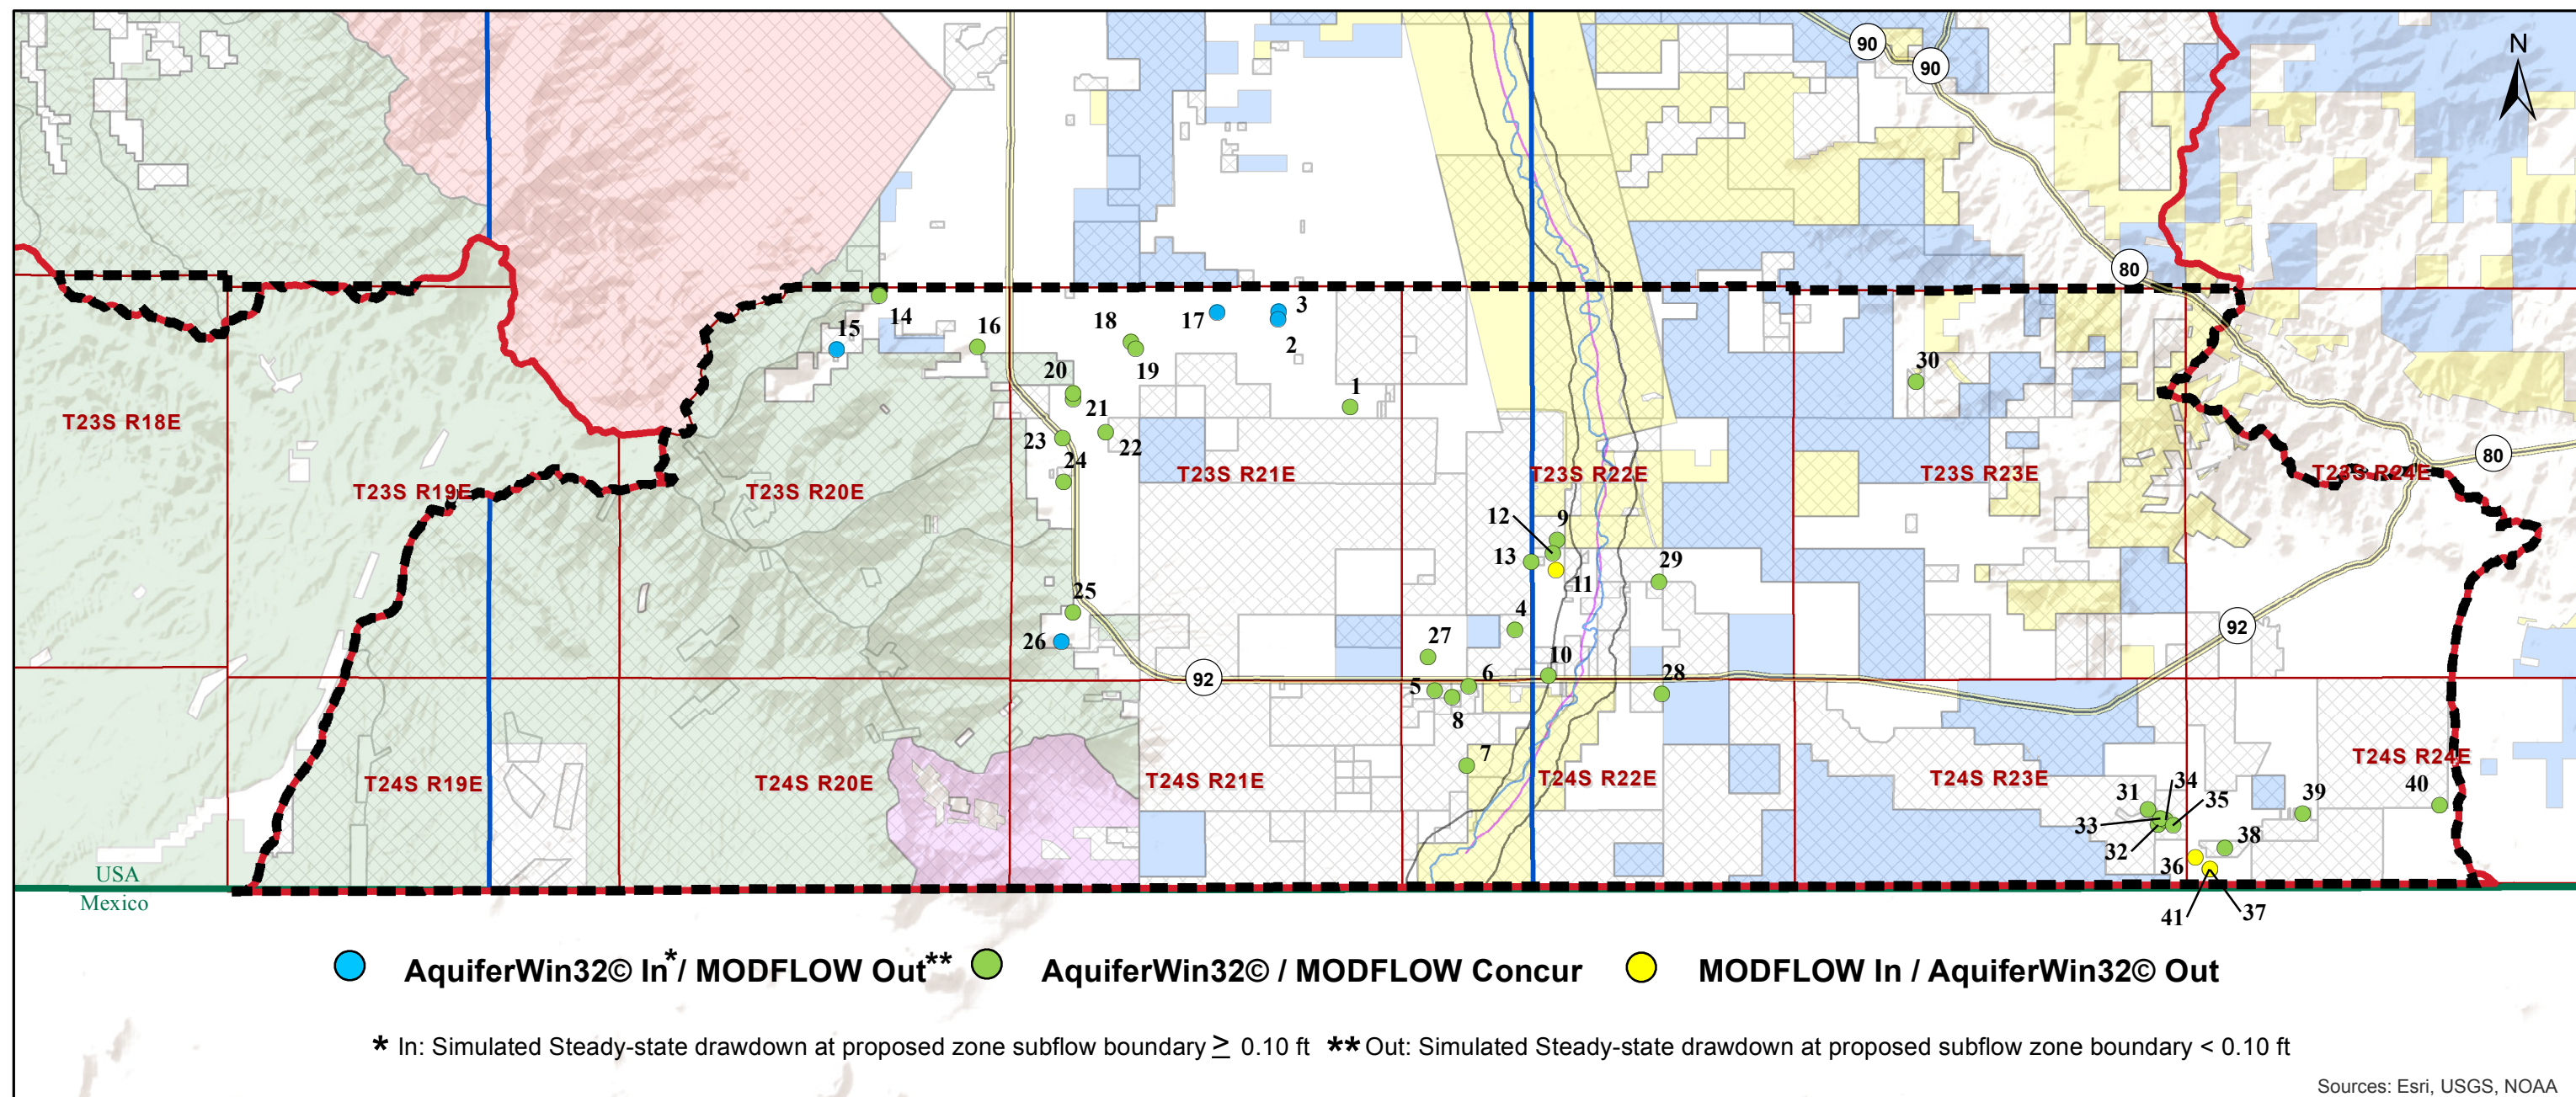 90
90
N
80
3
14
17
18
16
15
2
19
20
30
1
21
T23S R18E
23
22
80
24
T23S R21E
T23S R22E
T23S R23E
T23S R24E
T23S R19E
T23S R20E
12
9
13
29
11
25
4
92
26
27
10
92
6
28
5
8
7
T24S R24E
T24S R19E
T24S R20E
T24S R21E
T24S R22E
T24S R23E
34
40
31
39
35
33
38
32
36
USA
Mexico
41
37
AquiferWin32© In*/ MODFLOW Out**
AquiferWin32© / MODFLOW Concur
MODFLOW In / AquiferWin32© Out
* In: Simulated Steady-state drawdown at proposed zone subflow boundary ≥ 0.10 ft ** Out: Simulated Steady-state drawdown at proposed subflow zone boundary < 0.10 ft
Sources: Esri, USGS, NOAA